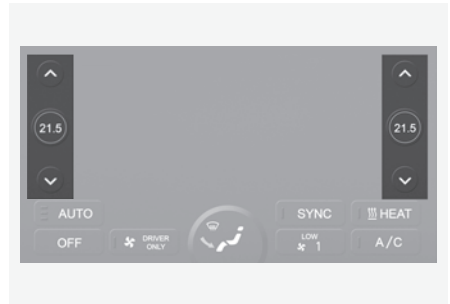 21.5
21.5
AUTO
SYNC
HEAT
OFF
DRIVER
ONLY
LOW
1
A/C